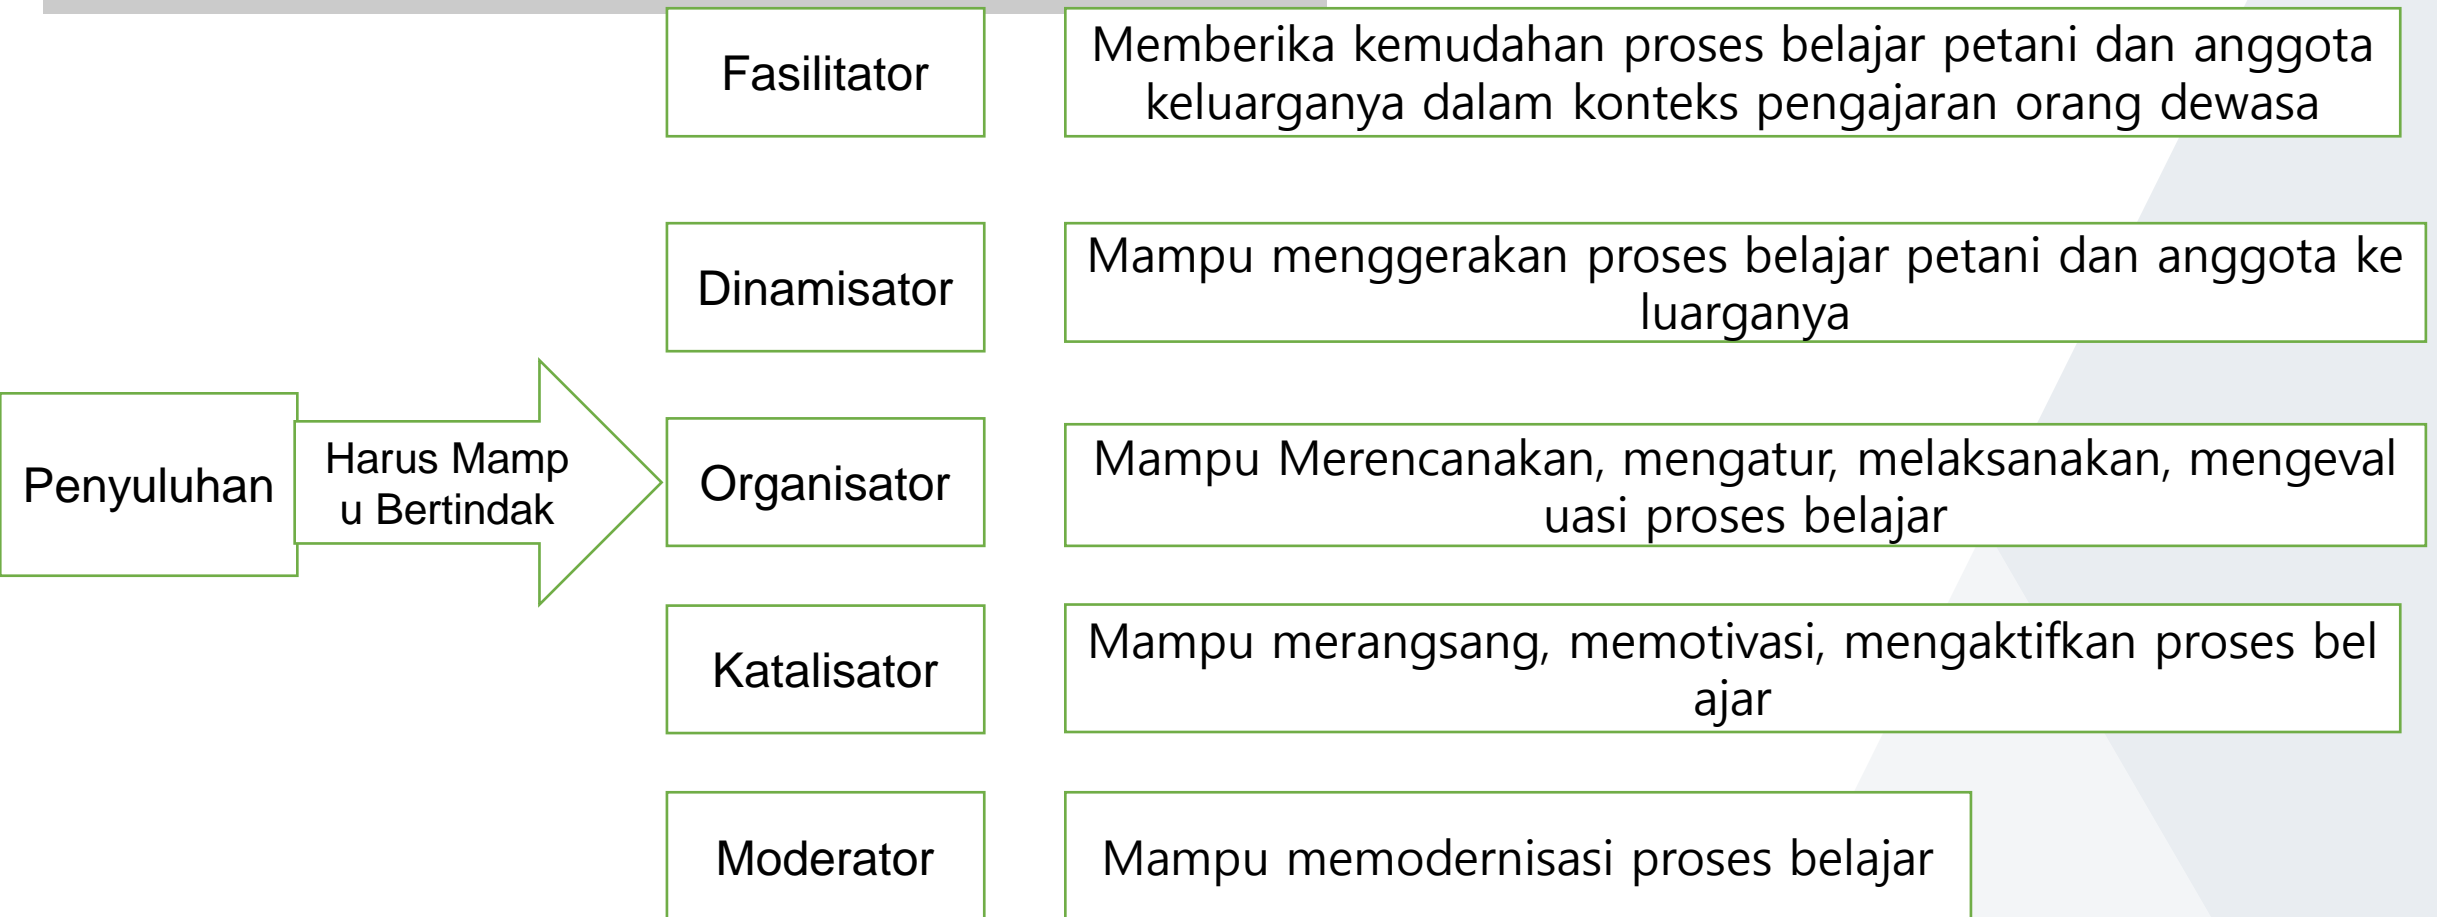 Fasilitator
Memberika kemudahan proses belajar petani dan anggota
keluarganya dalam konteks pengajaran orang dewasa
Dinamisator
Mampu menggerakan proses belajar petani dan anggota ke
luarganya
Penyuluhan
Harus Mamp
u Bertindak
Organisator
Mampu Merencanakan, mengatur, melaksanakan, mengeval
uasi proses belajar
Katalisator
Mampu merangsang, memotivasi, mengaktifkan proses bel
ajar
Moderator
Mampu memodernisasi proses belajar